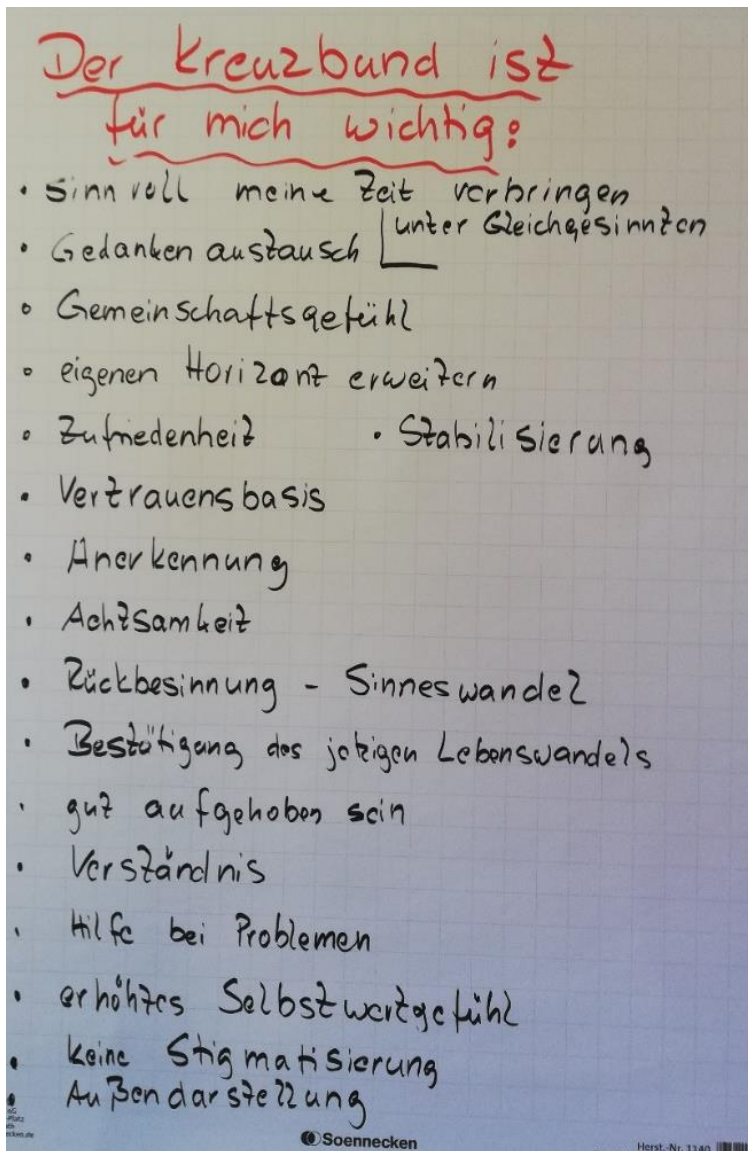 Der Kreuzbund ist
für mich wichtig:
• sinnvoll meine Zeit verbringen
• Gedankenaustausch unter Gleichgesinnten
• Gemeinschaftsgefühl
• eigenen Horizont erweitern
• Zufriedenheit • Stabilisierung
• Vertrauensbasis
• Anerkennung
• Achtsamkeit
• Rückbesinnung - Sinneswandel
• Bestätigung des jetzigen Lebenswandels
• gut aufgehoben sein
• Verständnis
• Hilfe bei Problemen
• erhöhtes Selbstwertgefühl
• keine Stigmatisierung
• Außendarstellung
Soennecken
Herst.-Nr. 1140